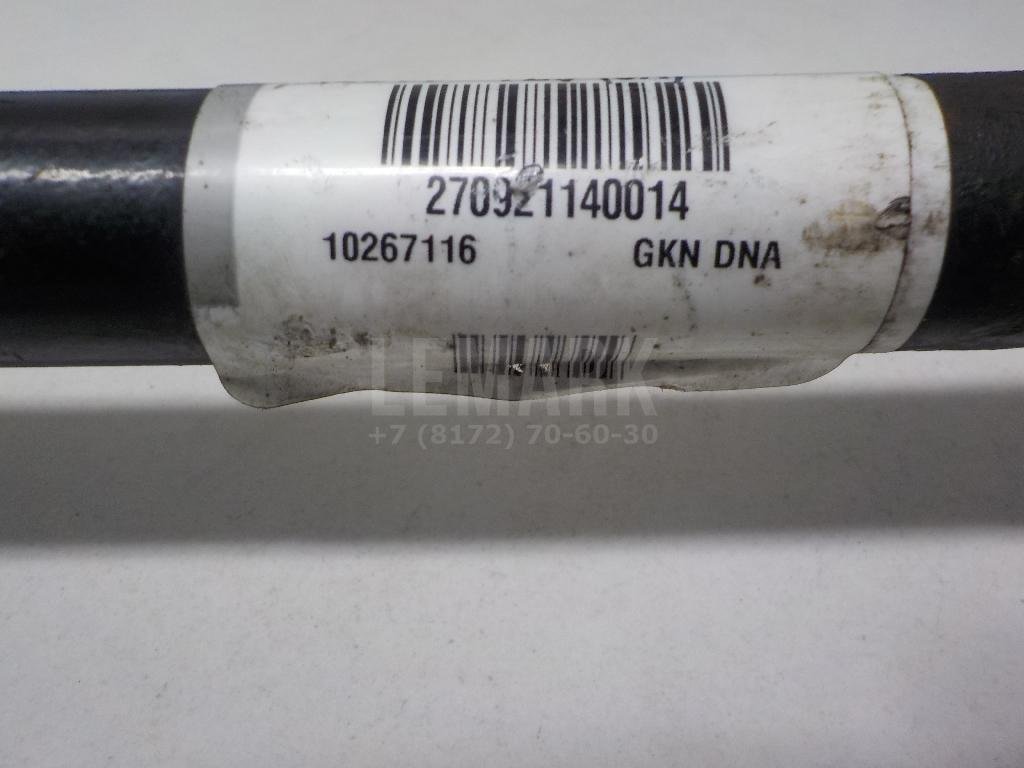 270921140014
10267116 GKN DNA
LEMARK
+7 (8172) 70-60-30